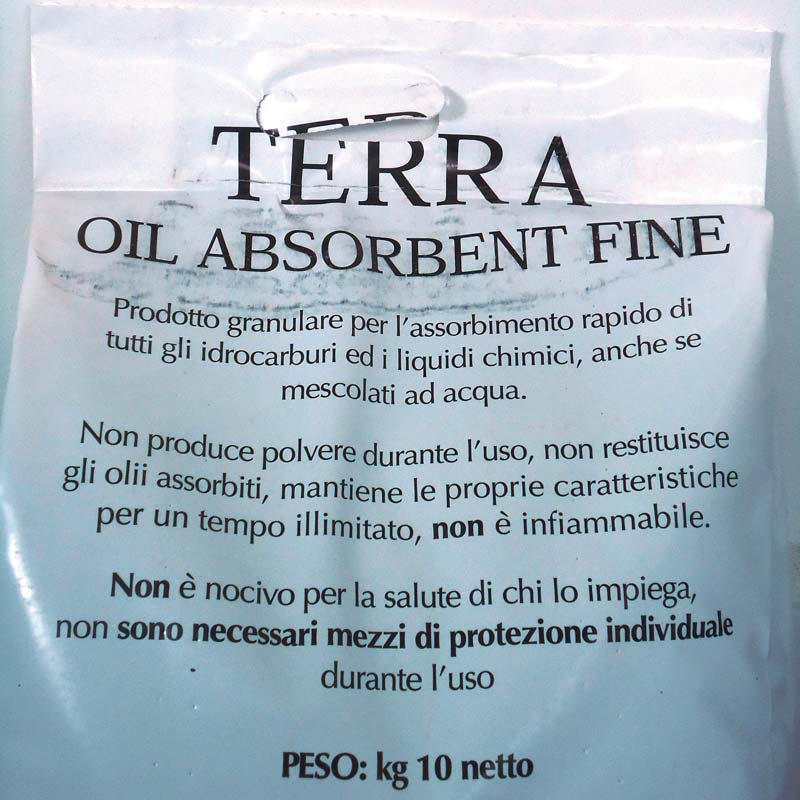 TERRA
OIL ABSORBENT FINE
Prodotto granulare per l'assorbimento rapido di
tutti gli idrocarburi ed i liquidi chimici, anche se
mescolati ad acqua.
Non produce polvere durante l'uso, non restituisce
gli olii assorbiti, mantiene le proprie caratteristiche
per un tempo illimitato, non è infiammabile.
Non è nocivo per la salute di chi lo impiega,
non sono necessari mezzi di protezione individuale
durante l'uso
PESO: kg 10 netto